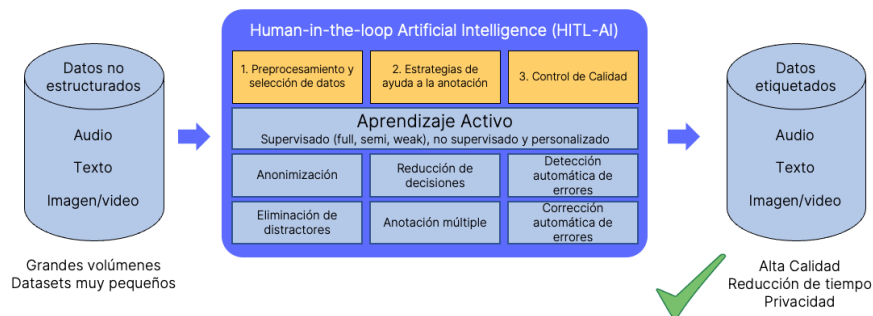 Datos no
estructurados
Audio
Texto
Imagen/video
Grandes volúmenes
Datasets muy pequeños
Human-in-the-loop Artificial Intelligence (HITL-AI)
1. Preprocesamiento y
selección de datos
2. Estrategias de
ayuda a la anotación
3. Control de Calidad
Aprendizaje Activo
Supervisado (full, semi, weak), no supervisado y personalizado
Anonimización
Reducción de
decisiones
Detección
automática de
errores
Eliminación de
distractores
Anotación múltiple
Corrección
automática de
errores
Datos
etiquetados
Audio
Texto
Imagen/video
Alta Calidad
Reducción de tiempo
Privacidad